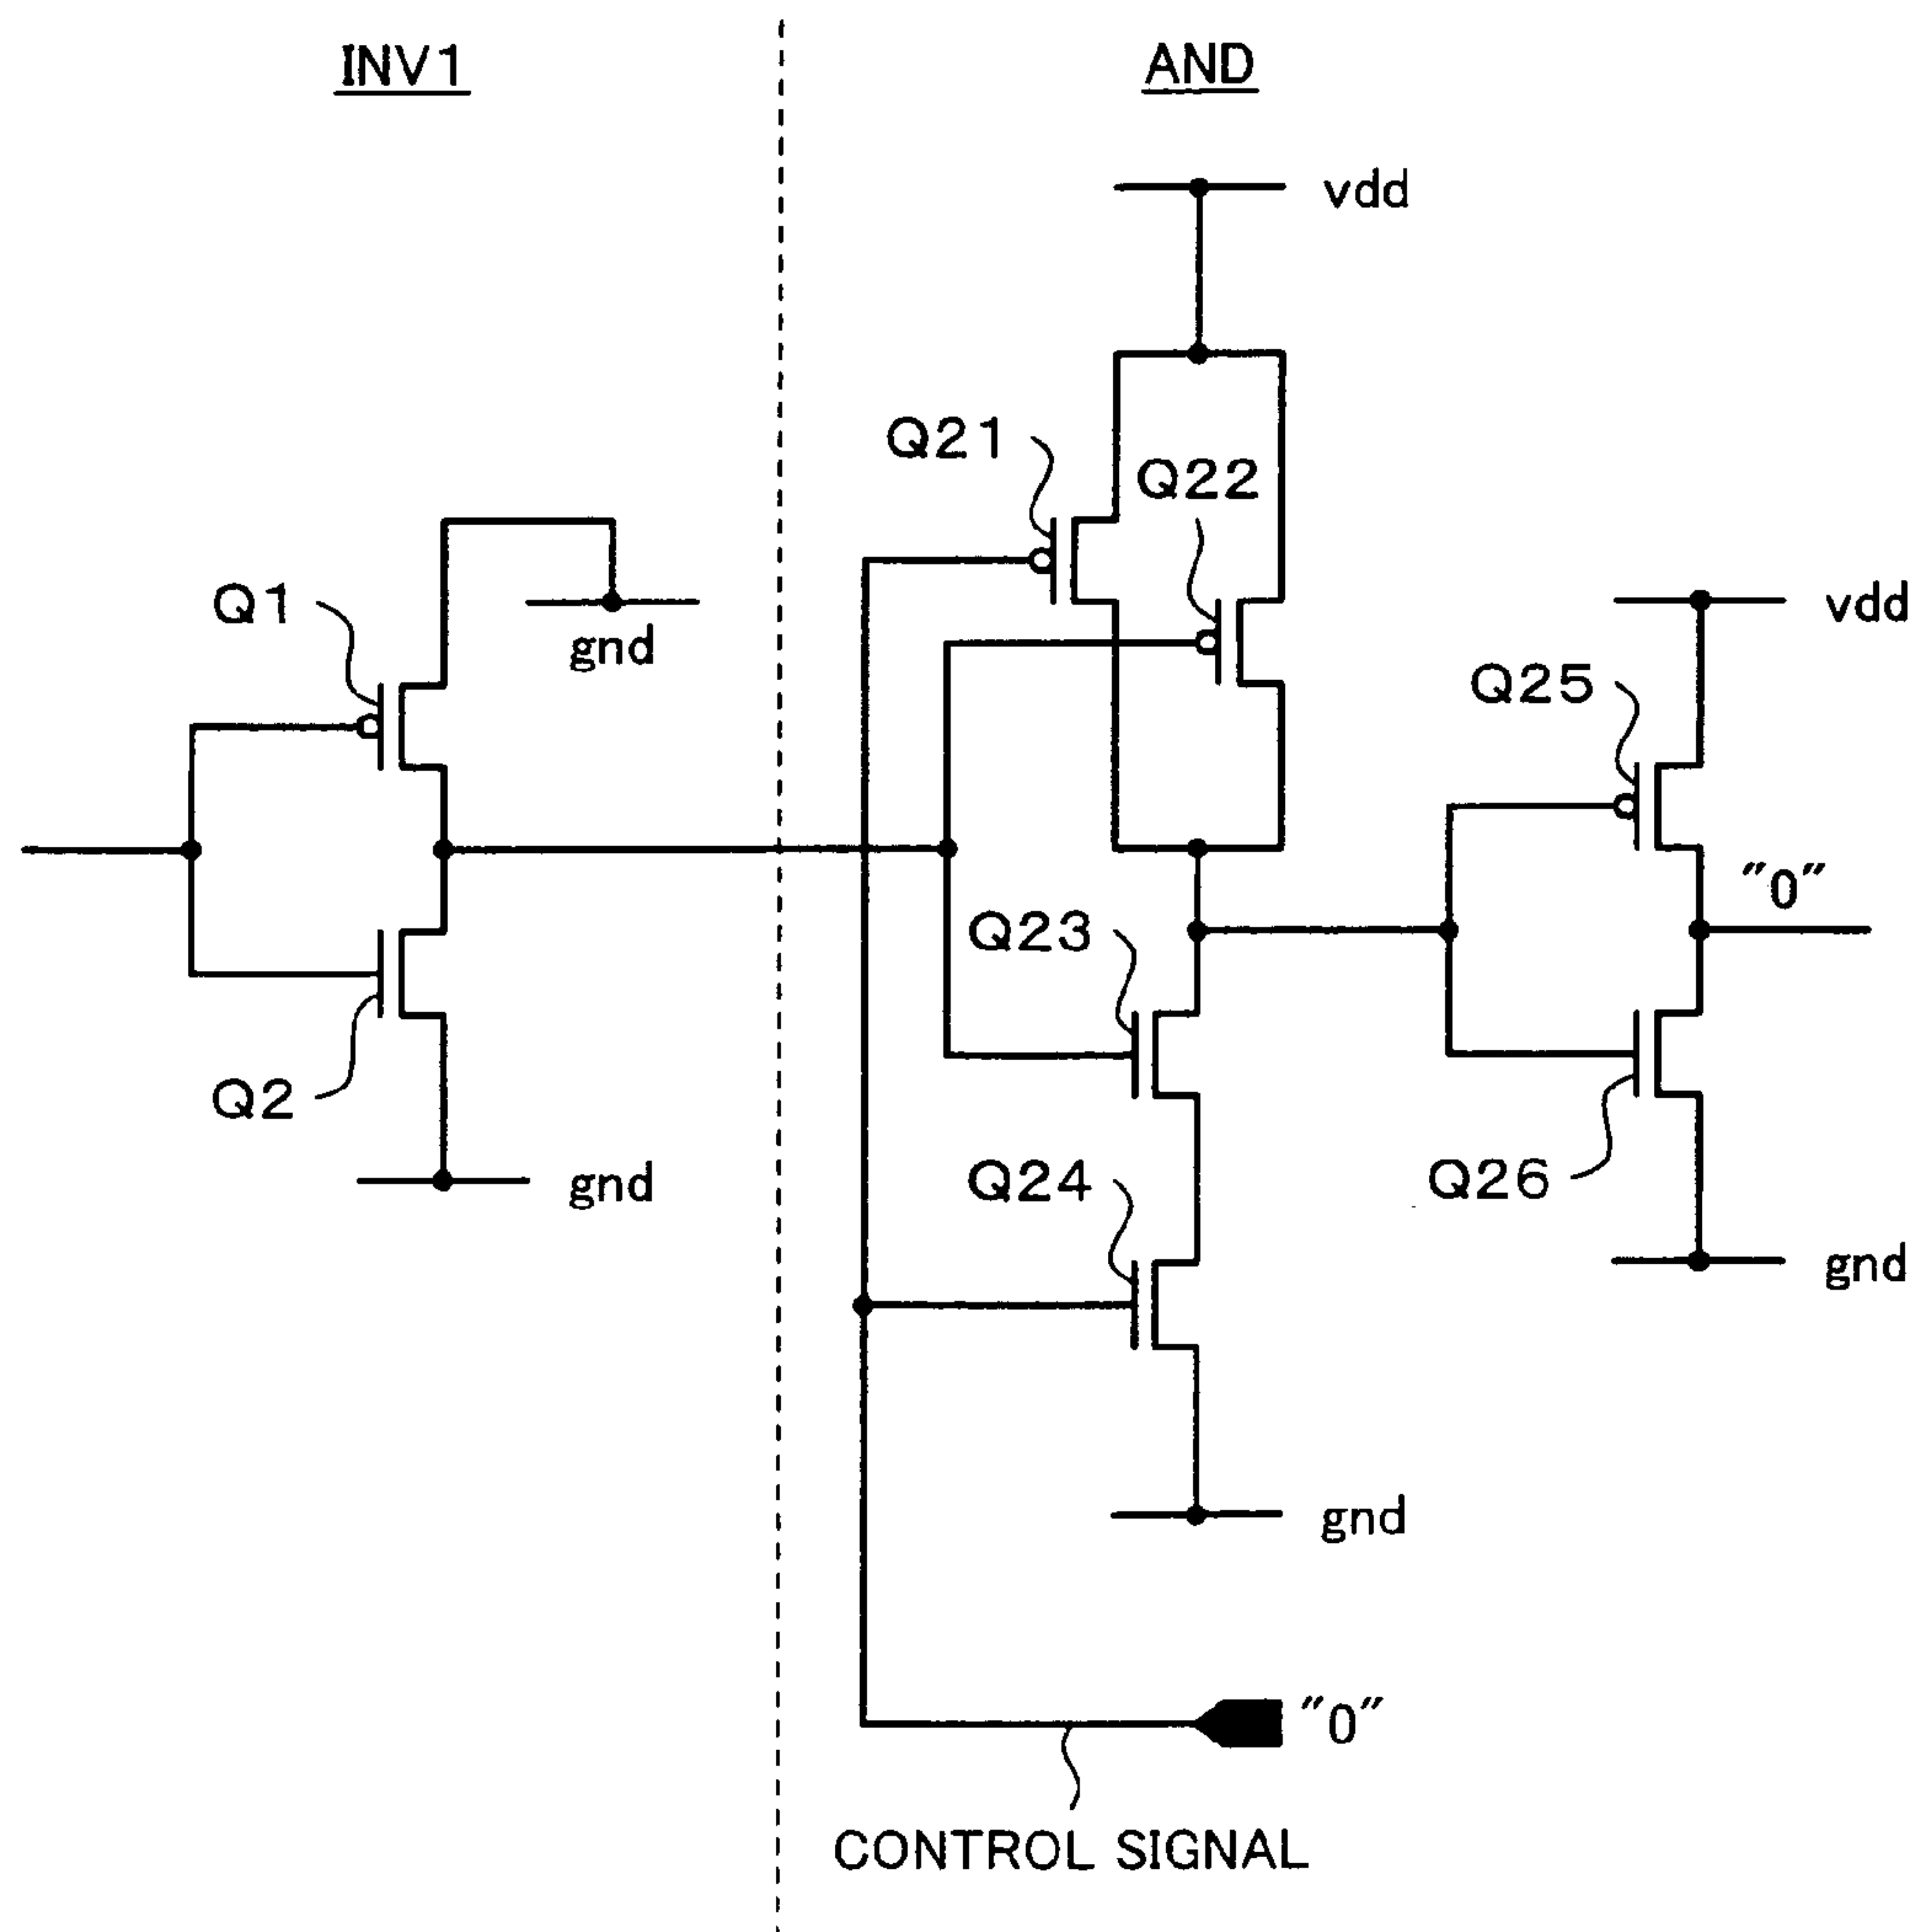 INV1
AND
vdd
Q21
Q22
Q1
gnd
vdd
Q25
"0"
Q23
Q2
gnd
Q24
Q26
gnd
gnd
"0"
CONTROL SIGNAL